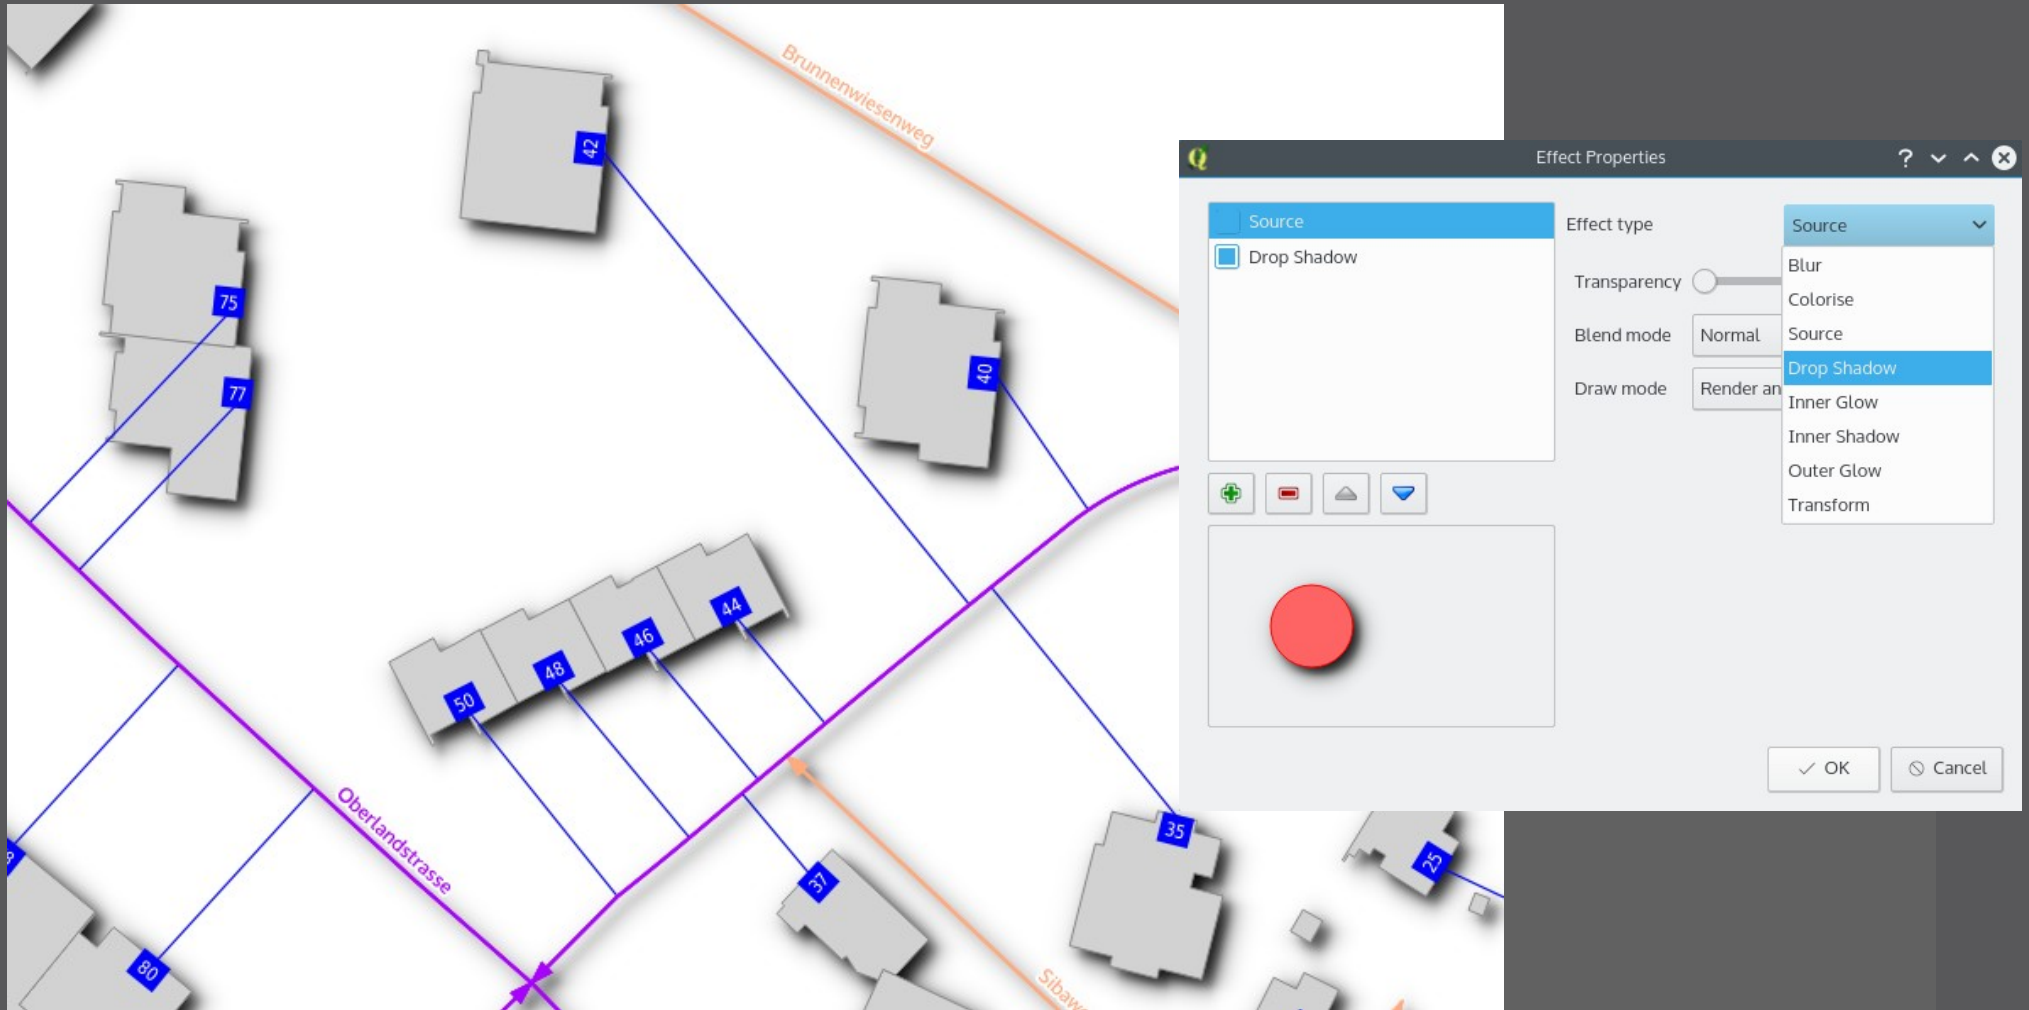 Brunnenwiesenweg
42
75
77
40
44
46
48
50
Oberlandstrasse
37
35
25
80
Effect Properties
?
Source
Drop Shadow
Effect type
Source
Blur
Colorise
Source
Drop Shadow
Inner Glow
Inner Shadow
Outer Glow
Transform
Transparency
Blend mode
Normal
Draw mode
Render an
OK
Cancel